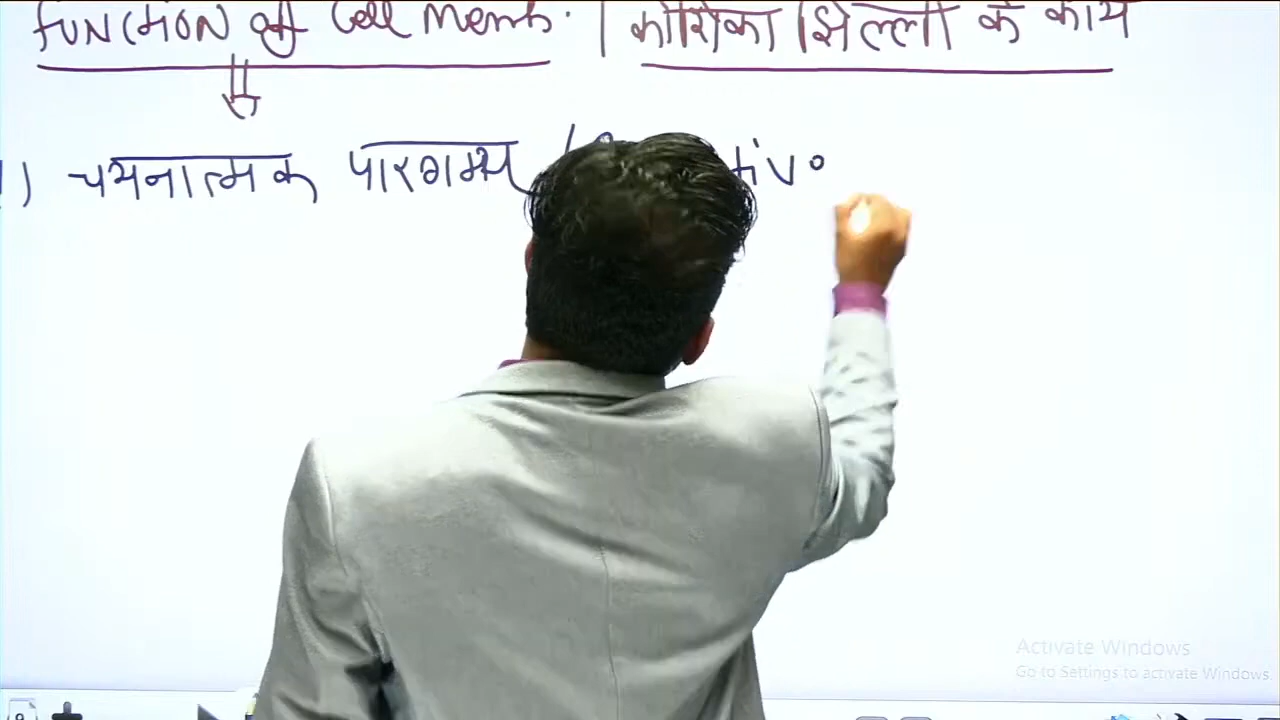 Function of Cell Memb. | कोशिका झिल्ली के कार्य
1) चयनात्मक पारगम्य
Activate Windows
Go to Settings to activate Windows.